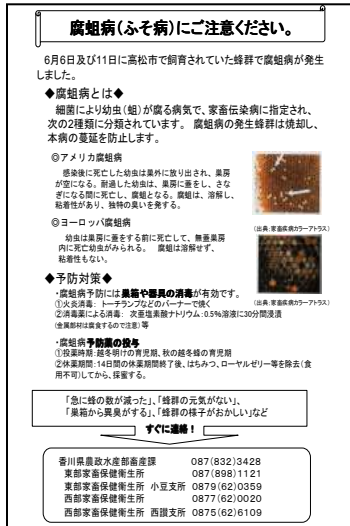 腐蛆病(ふそ病)にご注意ください。
6月6日及び11日に高松市で飼育されていた蜂群で腐蛆病が発生
しました。
◆腐蛆病とは◆
細菌により幼虫(蛆)が腐る病気で、家畜伝染病に指定され、
次の2種類に分類されています。 腐蛆病の発生蜂群は焼却し、
本病の蔓延を防止します。
◎アメリカ腐蛆病
感染後に死亡した幼虫は巣外に放り出され、巣房
が空になる。耐過した幼虫は、巣房に蓋をし、さな
ぎになる間に死亡し、腐蛆となる。腐蛆は、溶解し、
粘着性があり、独特の臭いを発する。
(出典:家畜疾病カラーアトラス)
◎ヨーロッパ腐蛆病
幼虫は巣房に蓋をする前に死亡して、無蓋巣房
内に死亡幼虫がみられる。 腐蛆は溶解せず、
粘着性もない。
(出典:家畜疾病カラーアトラス)
◆予防対策◆
・腐蛆病予防には巣箱や器具の消毒が有効です。
①火炎消毒: トーチランプなどのバーナーで焼く
②消毒薬による消毒: 次亜塩素酸ナトリウム:0.5%溶液に30分間浸漬
(金属部材は腐食するので注意)等
・腐蛆病予防薬の投与
①投薬時期:越冬明けの育児期、秋の越冬蜂の育児期
②休薬期間:14日間の休薬期間終了後、はちみつ、ローヤルゼリー等を除去(食
用不可)してから、採蜜する。
「急に蜂の数が減った」、「蜂群の元気がない」、
「巣箱から異臭がする」、「蜂群の様子がおかしい」など
すぐに連絡!
香川県農政水産部畜産課 087(832)3428
東部家畜保健衛生所 087(898)1121
東部家畜保健衛生所 小豆支所 0879(62)0359
西部家畜保健衛生所 0877(62)0020
西部家畜保健衛生所 西讃支所 0875(62)6109